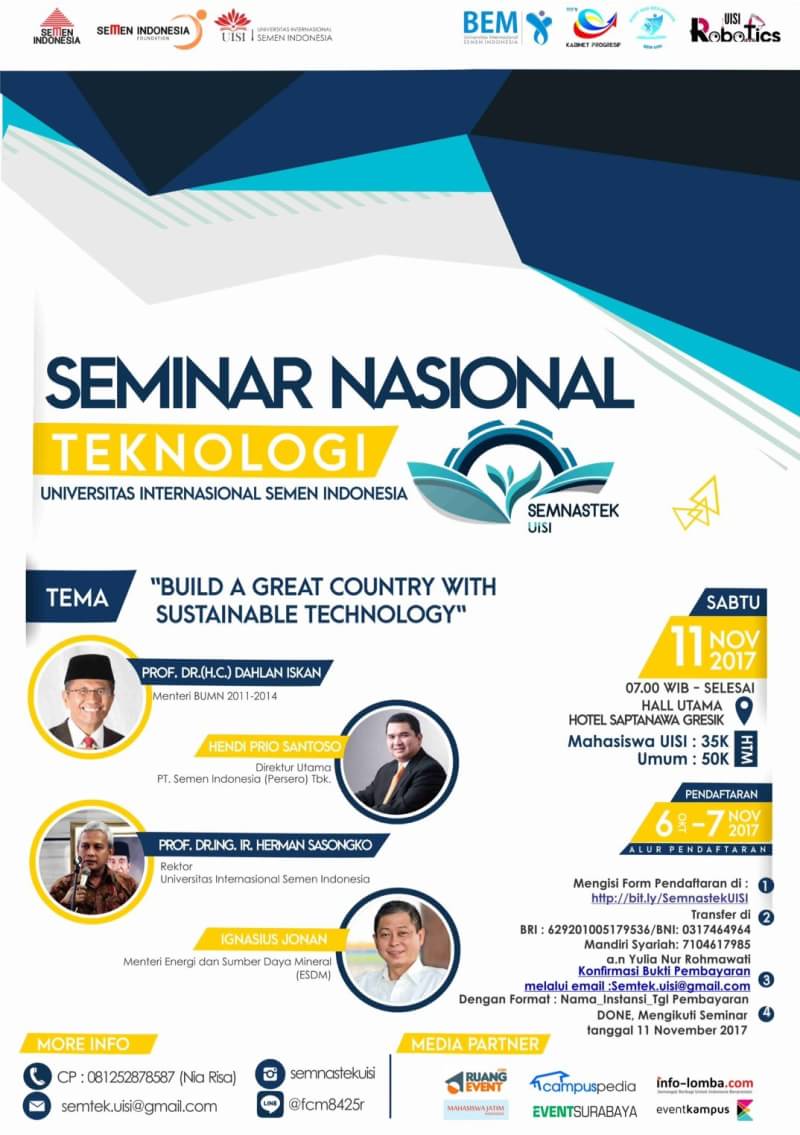 SEMEN
INDONESIA
SEMEN INDONESIA
FOUNDATION
UISI
UNIVERSITAS INTERNASIONAL
SEMEN INDONESIA
BEM
Universitas Internasional
SEMEN INDONESIA
KABINET PROGRESIF
UISI
ROBOTICS
SEMINAR NASIONAL
TEKNOLOGI
UNIVERSITAS INTERNASIONAL SEMEN INDONESIA
SEMNASTEK
UISI
TEMA
"BUILD A GREAT COUNTRY WITH
SUSTAINABLE TECHNOLOGY"
PROF. DR.(H.C.) DAHLAN ISKAN
Menteri BUMN 2011-2014
HENDI PRIO SANTOSO
Direktur Utama
PT. Semen Indonesia (Persero) Tbk.
PROF. DR.ING. IR. HERMAN SASONGKO
Rektor
Universitas Internasional Semen Indonesia
IGNASIUS JONAN
Menteri Energi dan Sumber Daya Mineral
(ESDM)
SABTU
11 NOV
2017
07.00 WIB - SELESAI
HALL UTAMA
HOTEL SAPTANAWA GRESIK
Mahasiswa UISI : 35K
Umum : 50K
HTM
PENDAFTARAN
6 OKT - 7 NOV
2017
ALUR PENDAFTARAN
Mengisi Form Pendaftaran di : 1
http://bit.ly/SemnastekUISI
Transfer di 2
BRI : 629201005179536/BNI: 0317464964
Mandiri Syariah: 7104617985
a.n Yulia Nur Rohmawati
Konfirmasi Bukti Pembayaran
melalui email :Semtek.uisi@gmail.com 3
Dengan Format : Nama_Instansi_Tgl Pembayaran
DONE, Mengikuti Seminar 4
tanggal 11 November 2017
MORE INFO
CP : 081252878587 (Nia Risa)
semnastekuisi
semtek.uisi@gmail.com
LINE
@fcm8425r
MEDIA PARTNER
RUANG
EVENT
campuspedia
info-lomba.com
MAHASISWA JATIM
EVENTSURABAYA
eventkampus